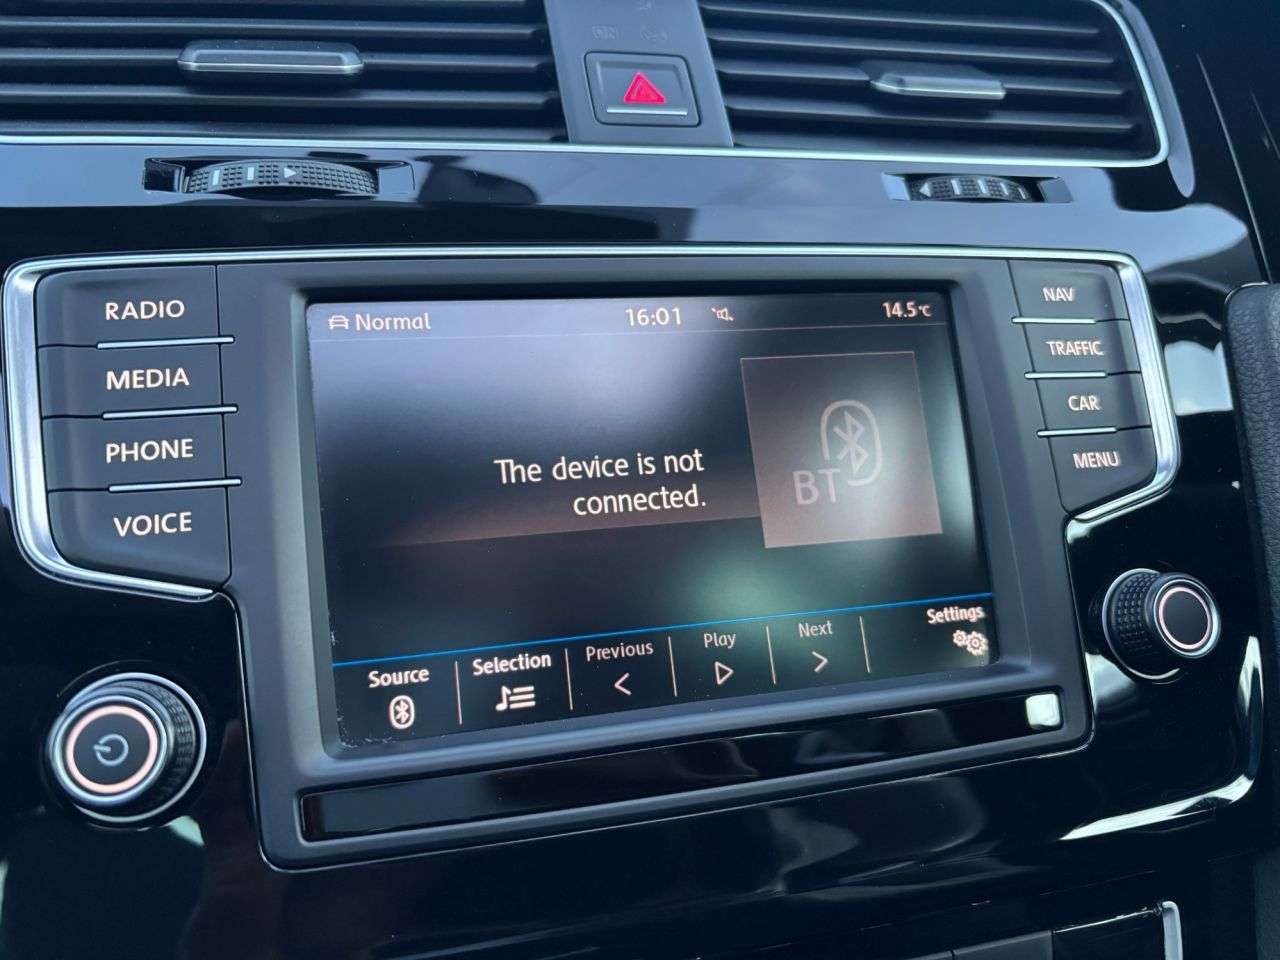 RADIO
MEDIA
PHONE
VOICE
Normal
16:01
14.5°C
The device is not
connected.
BT
Source
Selection
Previous
Play
Next
Settings
NAV
TRAFFIC
CAR
MENU